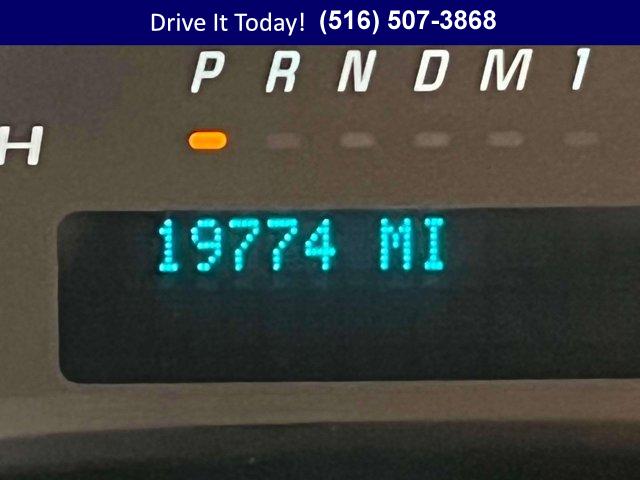 Drive It Today! (516) 507-3868
P R N D M 1
H
19774 MI